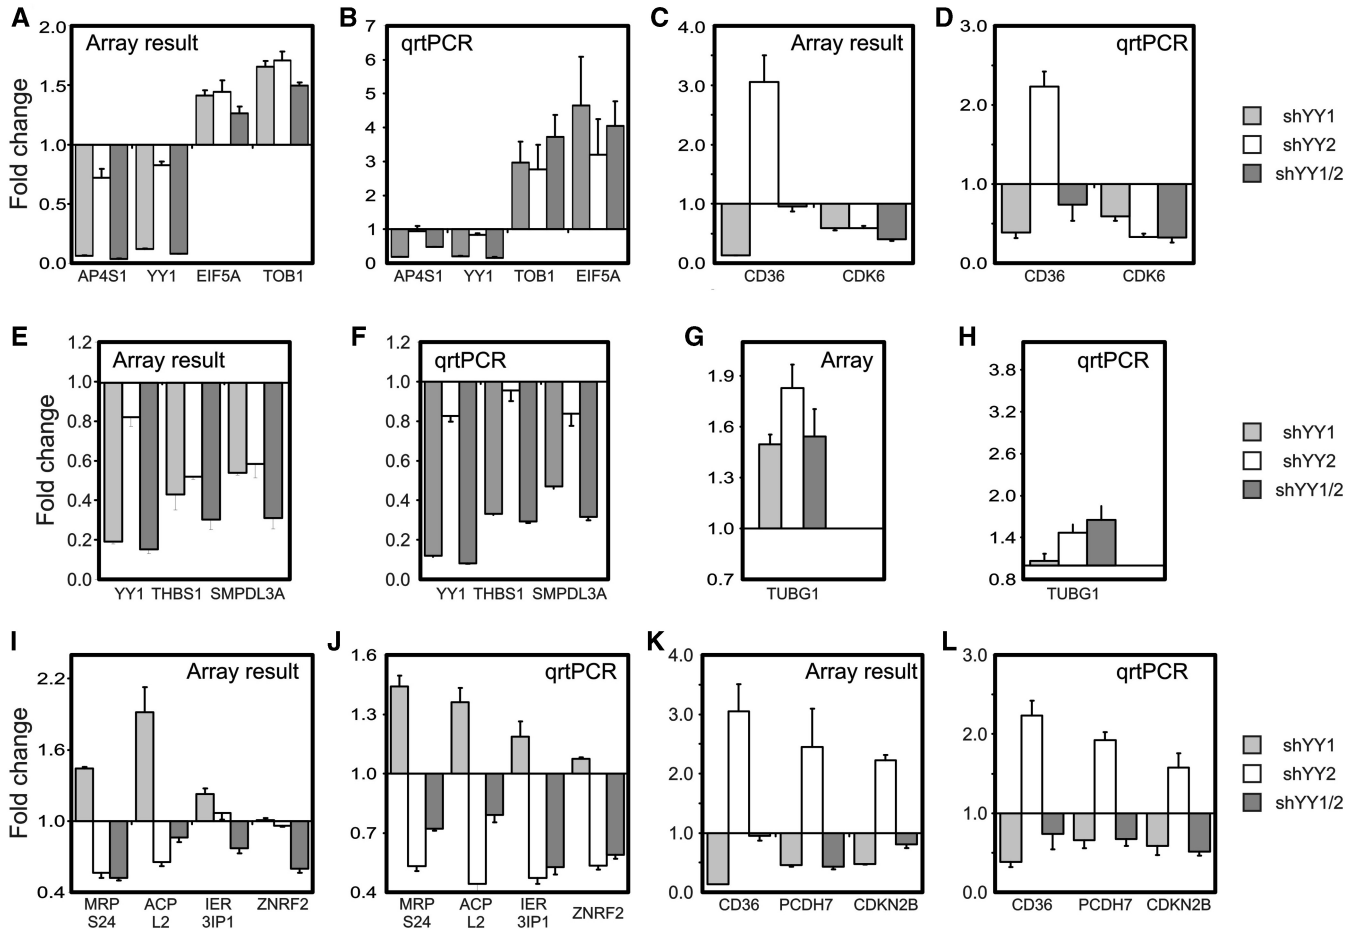 A
Array result
B
qrtPCR
C
Array result
D
qrtPCR
Fold change
2.0
1.5
1.0
0.5
0.0
AP4S1 YY1 EIF5A TOB1
7
6
5
4
3
2
1
0
AP4S1 YY1 TOB1 EIF5A
4.0
3.0
2.0
1.0
0.0
CD36 CDK6
3.0
2.0
1.0
0.0
CD36 CDK6
shYY1
shYY2
shYY1/2
E
Array result
F
qrtPCR
G
Array
H
qrtPCR
Fold change
1.2
1.0
0.8
0.6
0.4
0.2
0.0
YY1 THBS1 SMPDL3A
1.2
1.0
0.8
0.6
0.4
0.2
0.0
YY1 THBS1 SMPDL3A
1.9
1.6
1.3
1.0
0.7
TUBG1
3.8
3.2
2.6
2.0
1.4
0.8
TUBG1
shYY1
shYY2
shYY1/2
I
Array result
J
qrtPCR
K
Array result
L
qrtPCR
Fold change
2.2
1.6
1.0
0.4
MRP ACP IER ZNRF2
S24 L2 3IP1
1.6
1.3
1.0
0.7
0.4
MRP ACP IER ZNRF2
S24 L2 3IP1
4.0
3.0
2.0
1.0
0.0
CD36 PCDH7 CDKN2B
3.0
2.0
1.0
0.0
CD36 PCDH7 CDKN2B
shYY1
shYY2
shYY1/2